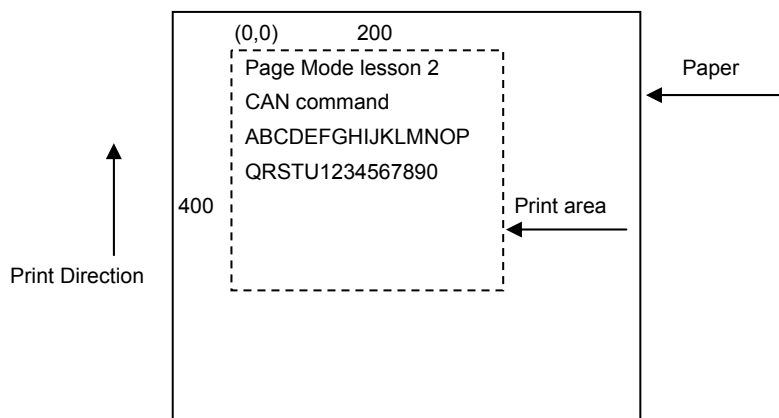 (0,0) 200
Page Mode lesson 2
Paper
CAN command
ABCDEFGHIJKLMNOP
QRSTU1234567890
400
Print area
Print Direction